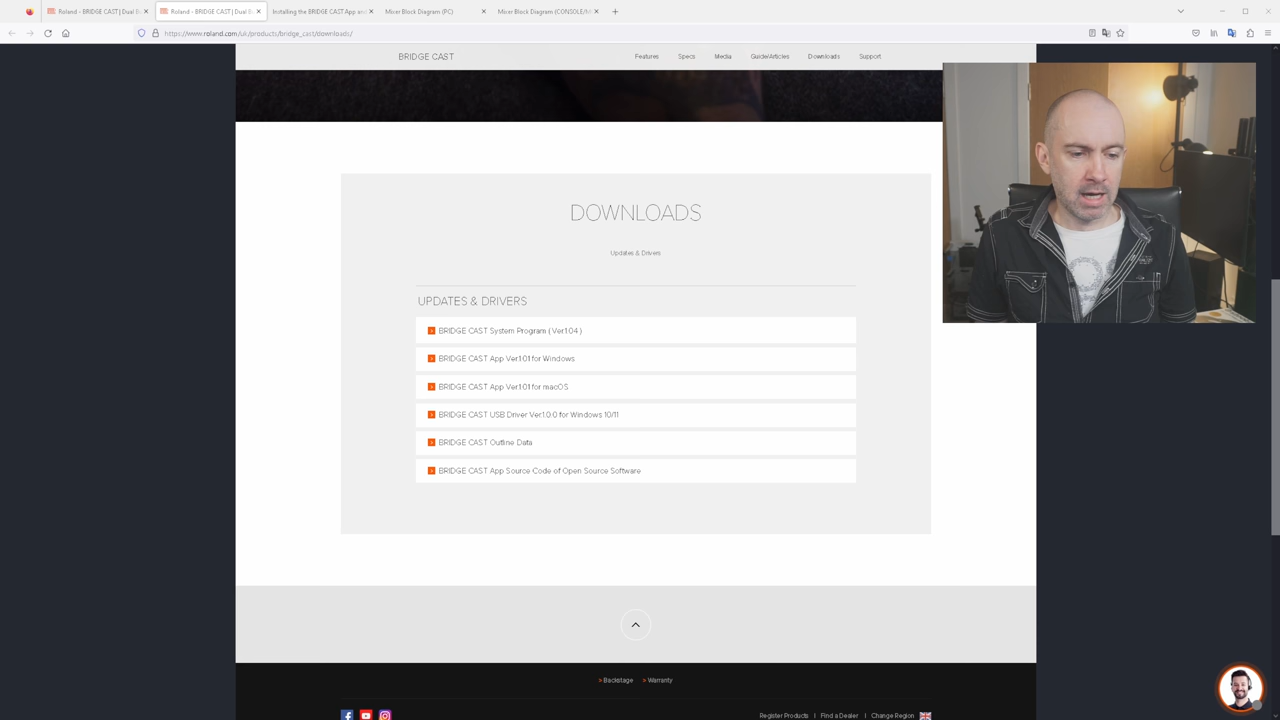 Roland - BRIDGE CAST | Dual B
Roland - BRIDGE CAST | Dual B
Installing the BRIDGE CAST App an
Mixer Block Diagram (PC)
Mixer Block Diagram (CONSOLE/M
https://www.roland.com/uk/products/bridge_cast/downloads/
BRIDGE CAST
Features
Specs
Media
Guide/Articles
Downloads
Support
DOWNLOADS
Updates & Drivers
UPDATES & DRIVERS
BRIDGE CAST System Program ( Ver.1.04 )
BRIDGE CAST App Ver.1.01 for Windows
BRIDGE CAST App Ver.1.01 for macOS
BRIDGE CAST USB Driver Ver.1.0.0 for Windows 10/11
BRIDGE CAST Outline Data
BRIDGE CAST App Source Code of Open Source Software
> Backstage
> Warranty
Register Products | Find a Dealer | Change Region